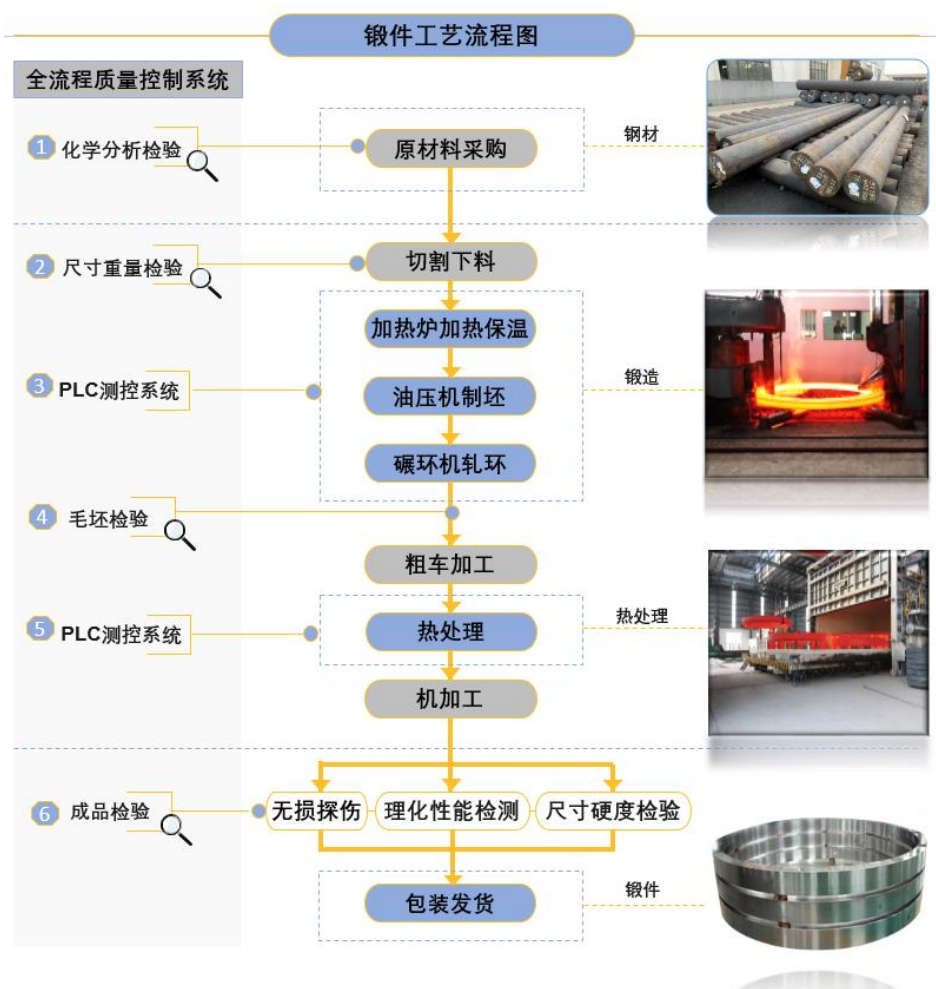 锻件工艺流程图
全流程质量控制系统
1 化学分析检验
原材料采购
钢材
2 尺寸重量检验
切割下料
加热炉加热保温
3 PLC测控系统
油压机制坯
锻造
碾环机轧环
4 毛坯检验
粗车加工
5 PLC测控系统
热处理
热处理
机加工
6 成品检验
无损探伤 理化性能检测 尺寸硬度检验
包装发货
锻件